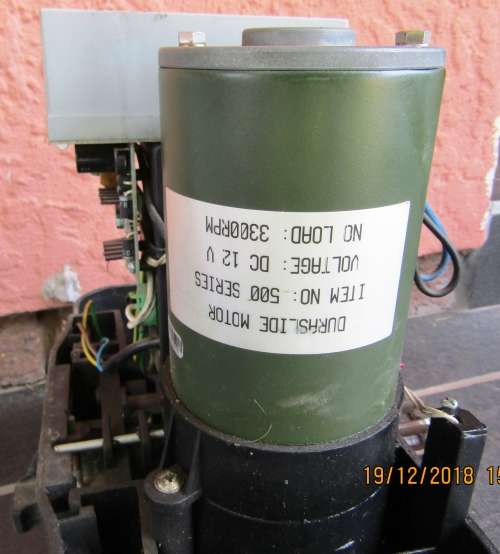 DURASLIDE MOTOR
ITEM NO: 500 SERIES
VOLTAGE: DC 12 V
NO LOAD: 3300RPM
19/12/2018